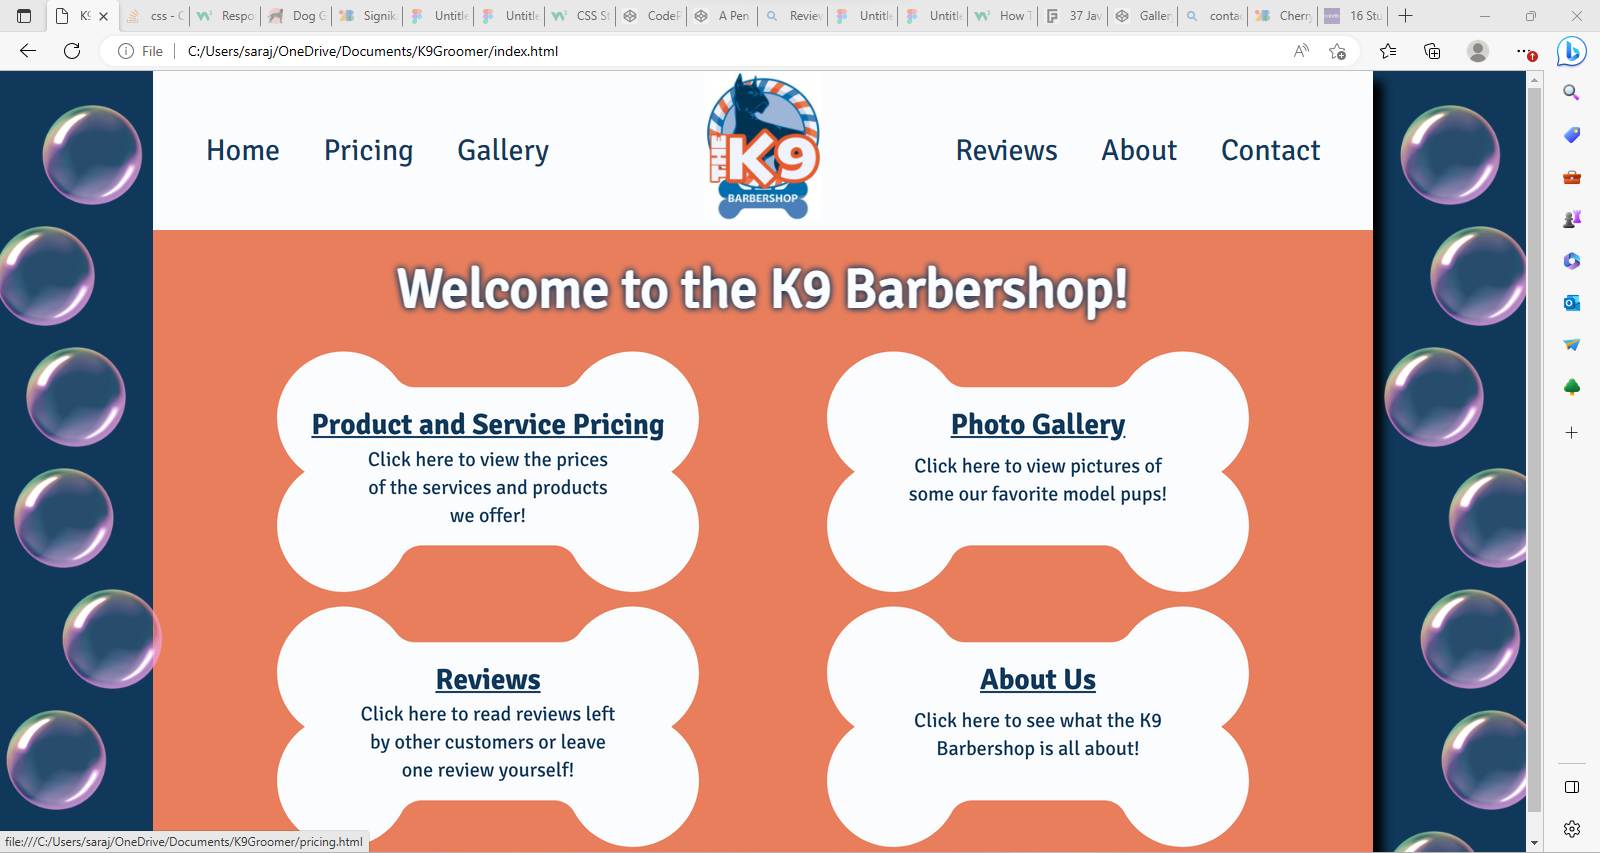 K9
css - C
Respo
Dog G
Signik
Untitle
Untitle
CSS St
CodeP
A Pen
Review
Untitle
Untitle
How T
37 Jav
Galler
conta
Cherry
16 Stu
File
C:/Users/saraj/OneDrive/Documents/K9Groomer/index.html
Home Pricing Gallery
THE K9
BARBERSHOP
Reviews About Contact
Welcome to the K9 Barbershop!
Product and Service Pricing
Click here to view the prices
of the services and products
we offer!
Photo Gallery
Click here to view pictures of
some our favorite model pups!
Reviews
Click here to read reviews left
by other customers or leave
one review yourself!
About Us
Click here to see what the K9
Barbershop is all about!
file:///C:/Users/saraj/OneDrive/Documents/K9Groomer/pricing.html